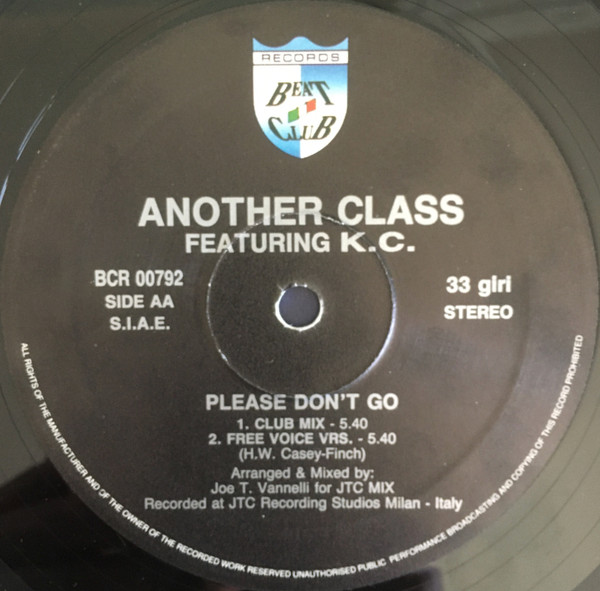 RECORDS
BEAT
CLUB
ANOTHER CLASS
FEATURING K.C.
BCR 00792
SIDE AA
S.I.A.E.
33 giri
STEREO
PLEASE DON'T GO
1. CLUB MIX - 5.40
2. FREE VOICE VRS. - 5.40
(H.W. Casey-Finch)
Arranged & Mixed by:
Joe T. Vannelli for JTC MIX
Recorded at JTC Recording Studios Milan - Italy
ALL RIGHTS OF THE MANUFACTURER AND OF THE OWNER OF THE RECORDED WORK RESERVED UNAUTHORISED PUBLIC PERFORMANCE BROADCASTING AND COPYING OF THIS RECORD PROHIBITED